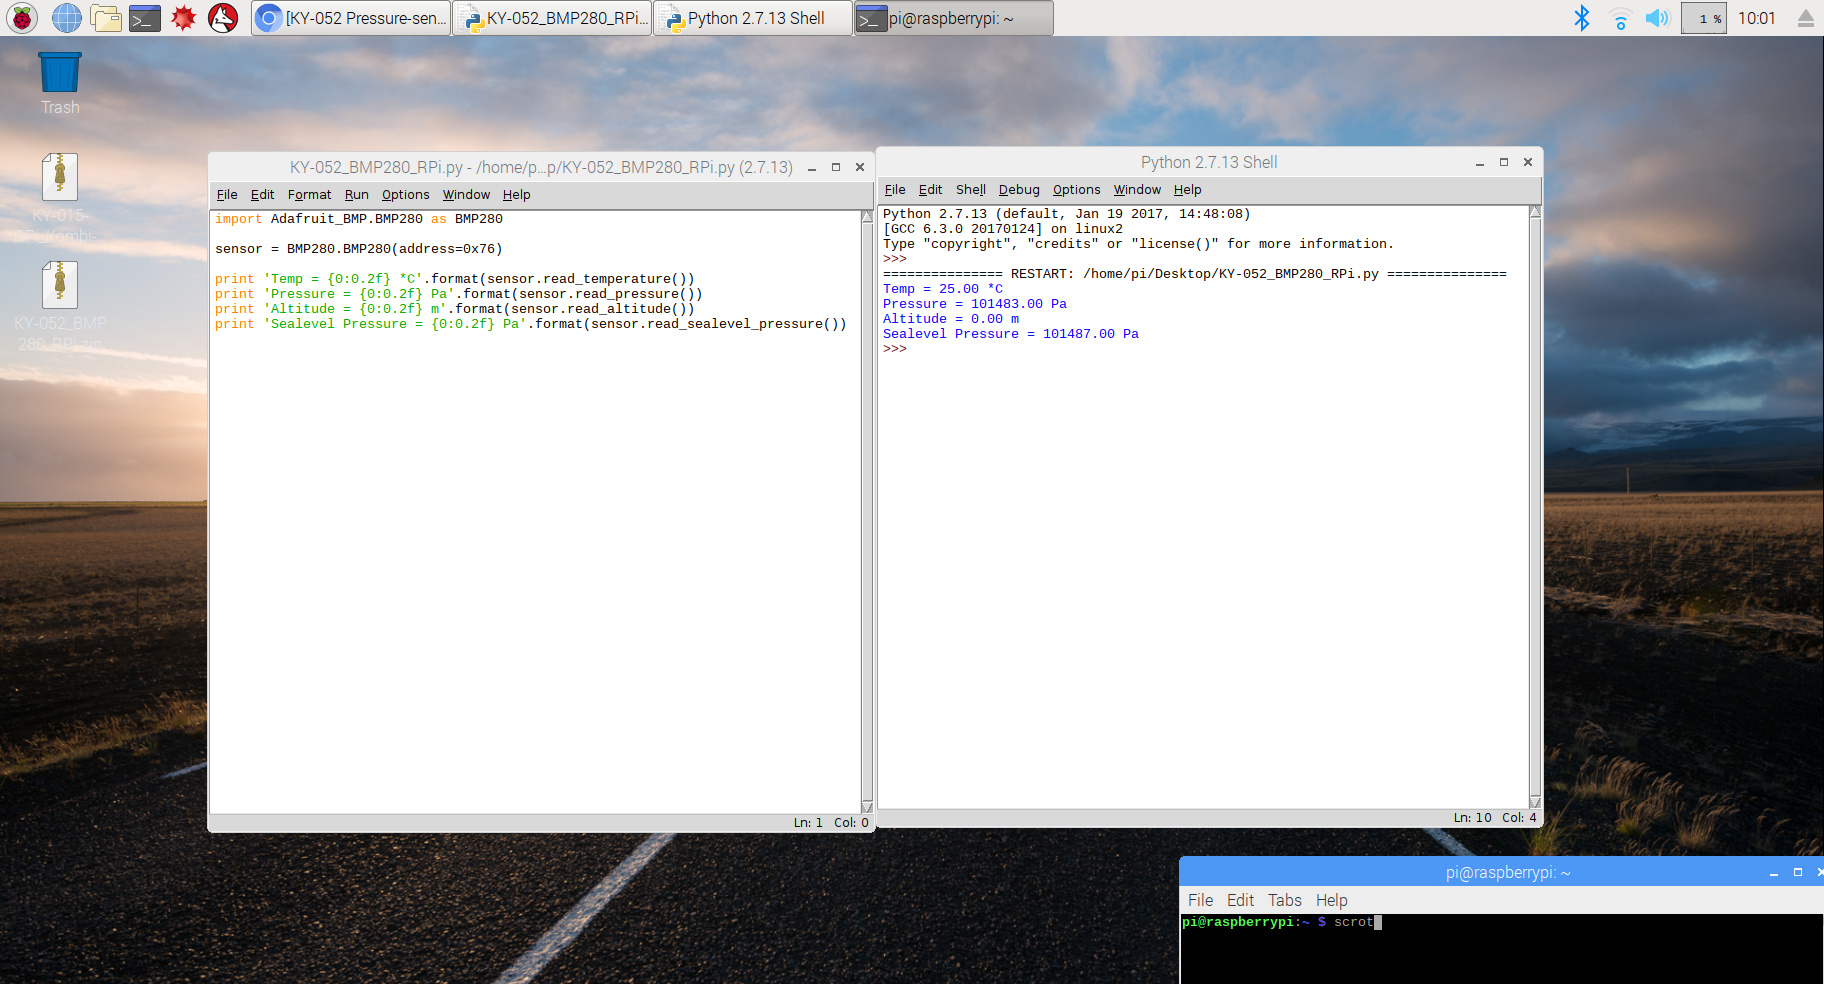 [KY-052 Pressure-sen...
KY-052_BMP280_RPi...
Python 2.7.13 Shell
pi@raspberrypi: ~
1 %
10:01
Trash
KY-015-
RPi_Kombi-
KY-052_BMP
280_RPi.zip
KY-052_BMP280_RPi.py - /home/p...p/KY-052_BMP280_RPi.py (2.7.13)
File Edit Format Run Options Window Help
import Adafruit_BMP.BMP280 as BMP280
sensor = BMP280.BMP280(address=0x76)
print 'Temp = {0:0.2f} *C'.format(sensor.read_temperature())
print 'Pressure = {0:0.2f} Pa'.format(sensor.read_pressure())
print 'Altitude = {0:0.2f} m'.format(sensor.read_altitude())
print 'Sealevel Pressure = {0:0.2f} Pa'.format(sensor.read_sealevel_pressure())
Ln: 1 Col: 0
Python 2.7.13 Shell
File Edit Shell Debug Options Window Help
Python 2.7.13 (default, Jan 19 2017, 14:48:08)
[GCC 6.3.0 20170124] on linux2
Type "copyright", "credits" or "license()" for more information.
>>>
=============== RESTART: /home/pi/Desktop/KY-052_BMP280_RPi.py ===============
Temp = 25.00 *C
Pressure = 101483.00 Pa
Altitude = 0.00 m
Sealevel Pressure = 101487.00 Pa
>>>
Ln: 10 Col: 4
pi@raspberrypi: ~
File Edit Tabs Help
pi@raspberrypi:~ $ scrot